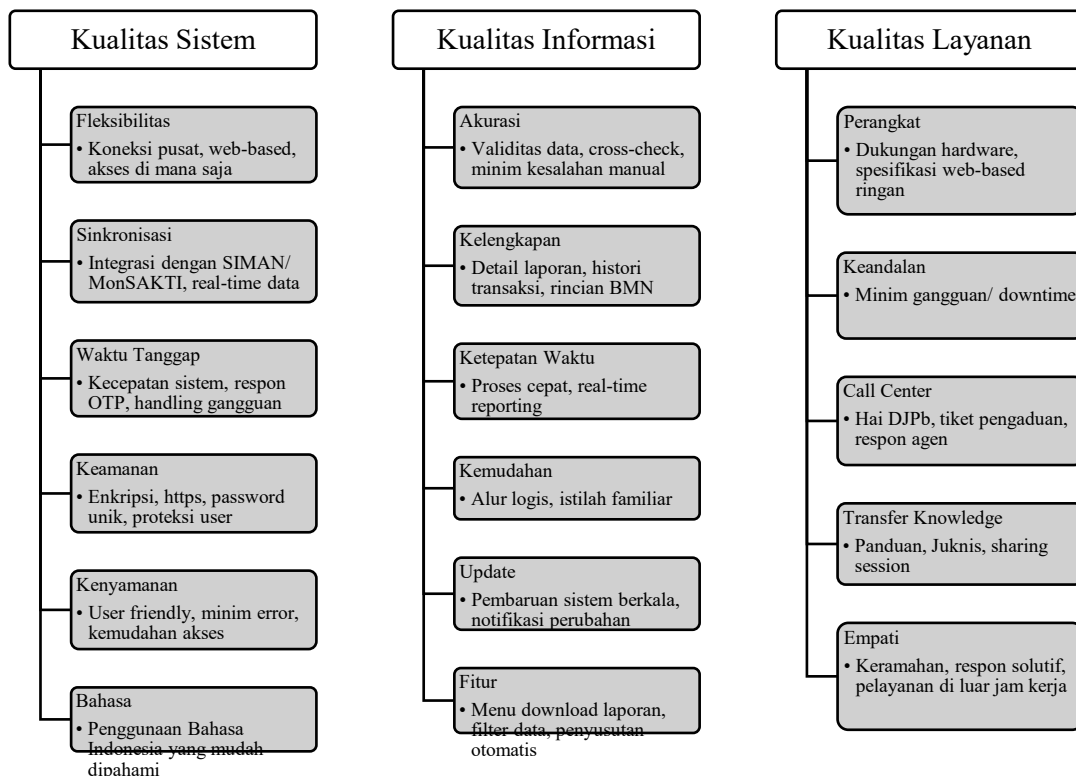 Kualitas Sistem
Fleksibilitas
• Koneksi pusat, web-based,
akses di mana saja
Sinkronisasi
• Integrasi dengan SIMAN/
MonSAKTI, real-time data
Waktu Tanggap
• Kecepatan sistem, respon
OTP, handling gangguan
Keamanan
• Enkripsi, https, password
unik, proteksi user
Kenyamanan
• User friendly, minim error,
kemudahan akses
Bahasa
• Penggunaan Bahasa
Indonesia yang mudah
dipahami
Kualitas Informasi
Akurasi
• Validitas data, cross-check,
minim kesalahan manual
Kelengkapan
• Detail laporan, histori
transaksi, rincian BMN
Ketepatan Waktu
• Proses cepat, real-time
reporting
Kemudahan
• Alur logis, istilah familiar
Update
• Pembaruan sistem berkala,
notifikasi perubahan
Fitur
• Menu download laporan,
filter data, penyusutan
otomatis
Kualitas Layanan
Perangkat
• Dukungan hardware,
spesifikasi web-based
ringan
Keandalan
• Minim gangguan/ downtime
Call Center
• Hai DJPb, tiket pengaduan,
respon agen
Transfer Knowledge
• Panduan, Juknis, sharing
session
Empati
• Keramahan, respon solutif,
pelayanan di luar jam kerja